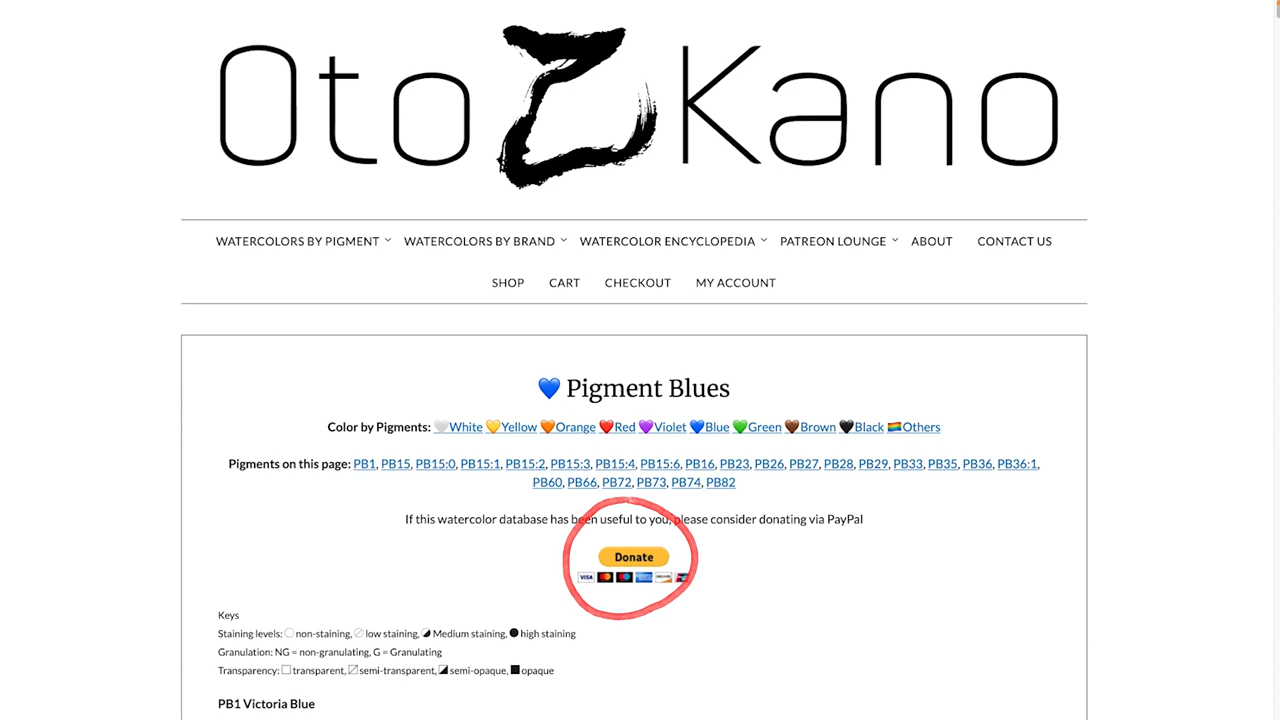 Oto Kano
WATERCOLORS BY PIGMENT WATERCOLORS BY BRAND WATERCOLOR ENCYCLOPEDIA PATREON LOUNGE ABOUT CONTACT US
SHOP CART CHECKOUT MY ACCOUNT
💙 Pigment Blues
Color by Pigments: 🤍White 💛Yellow 🧡Orange ❤️Red 💜Violet 💙Blue 💚Green 🤎Brown 🖤Black 🏳️‍🌈Others
Pigments on this page: PB1, PB15, PB15:0, PB15:1, PB15:2, PB15:3, PB15:4, PB15:6, PB16, PB23, PB26, PB27, PB28, PB29, PB33, PB35, PB36, PB36:1,
PB60, PB66, PB72, PB73, PB74, PB82
If this watercolor database has been useful to you, please consider donating via PayPal
Donate
VISA
Keys
Staining levels: non-staining, low staining, Medium staining, high staining
Granulation: NG = non-granulating, G = Granulating
Transparency: transparent, semi-transparent, semi-opaque, opaque
PB1 Victoria Blue